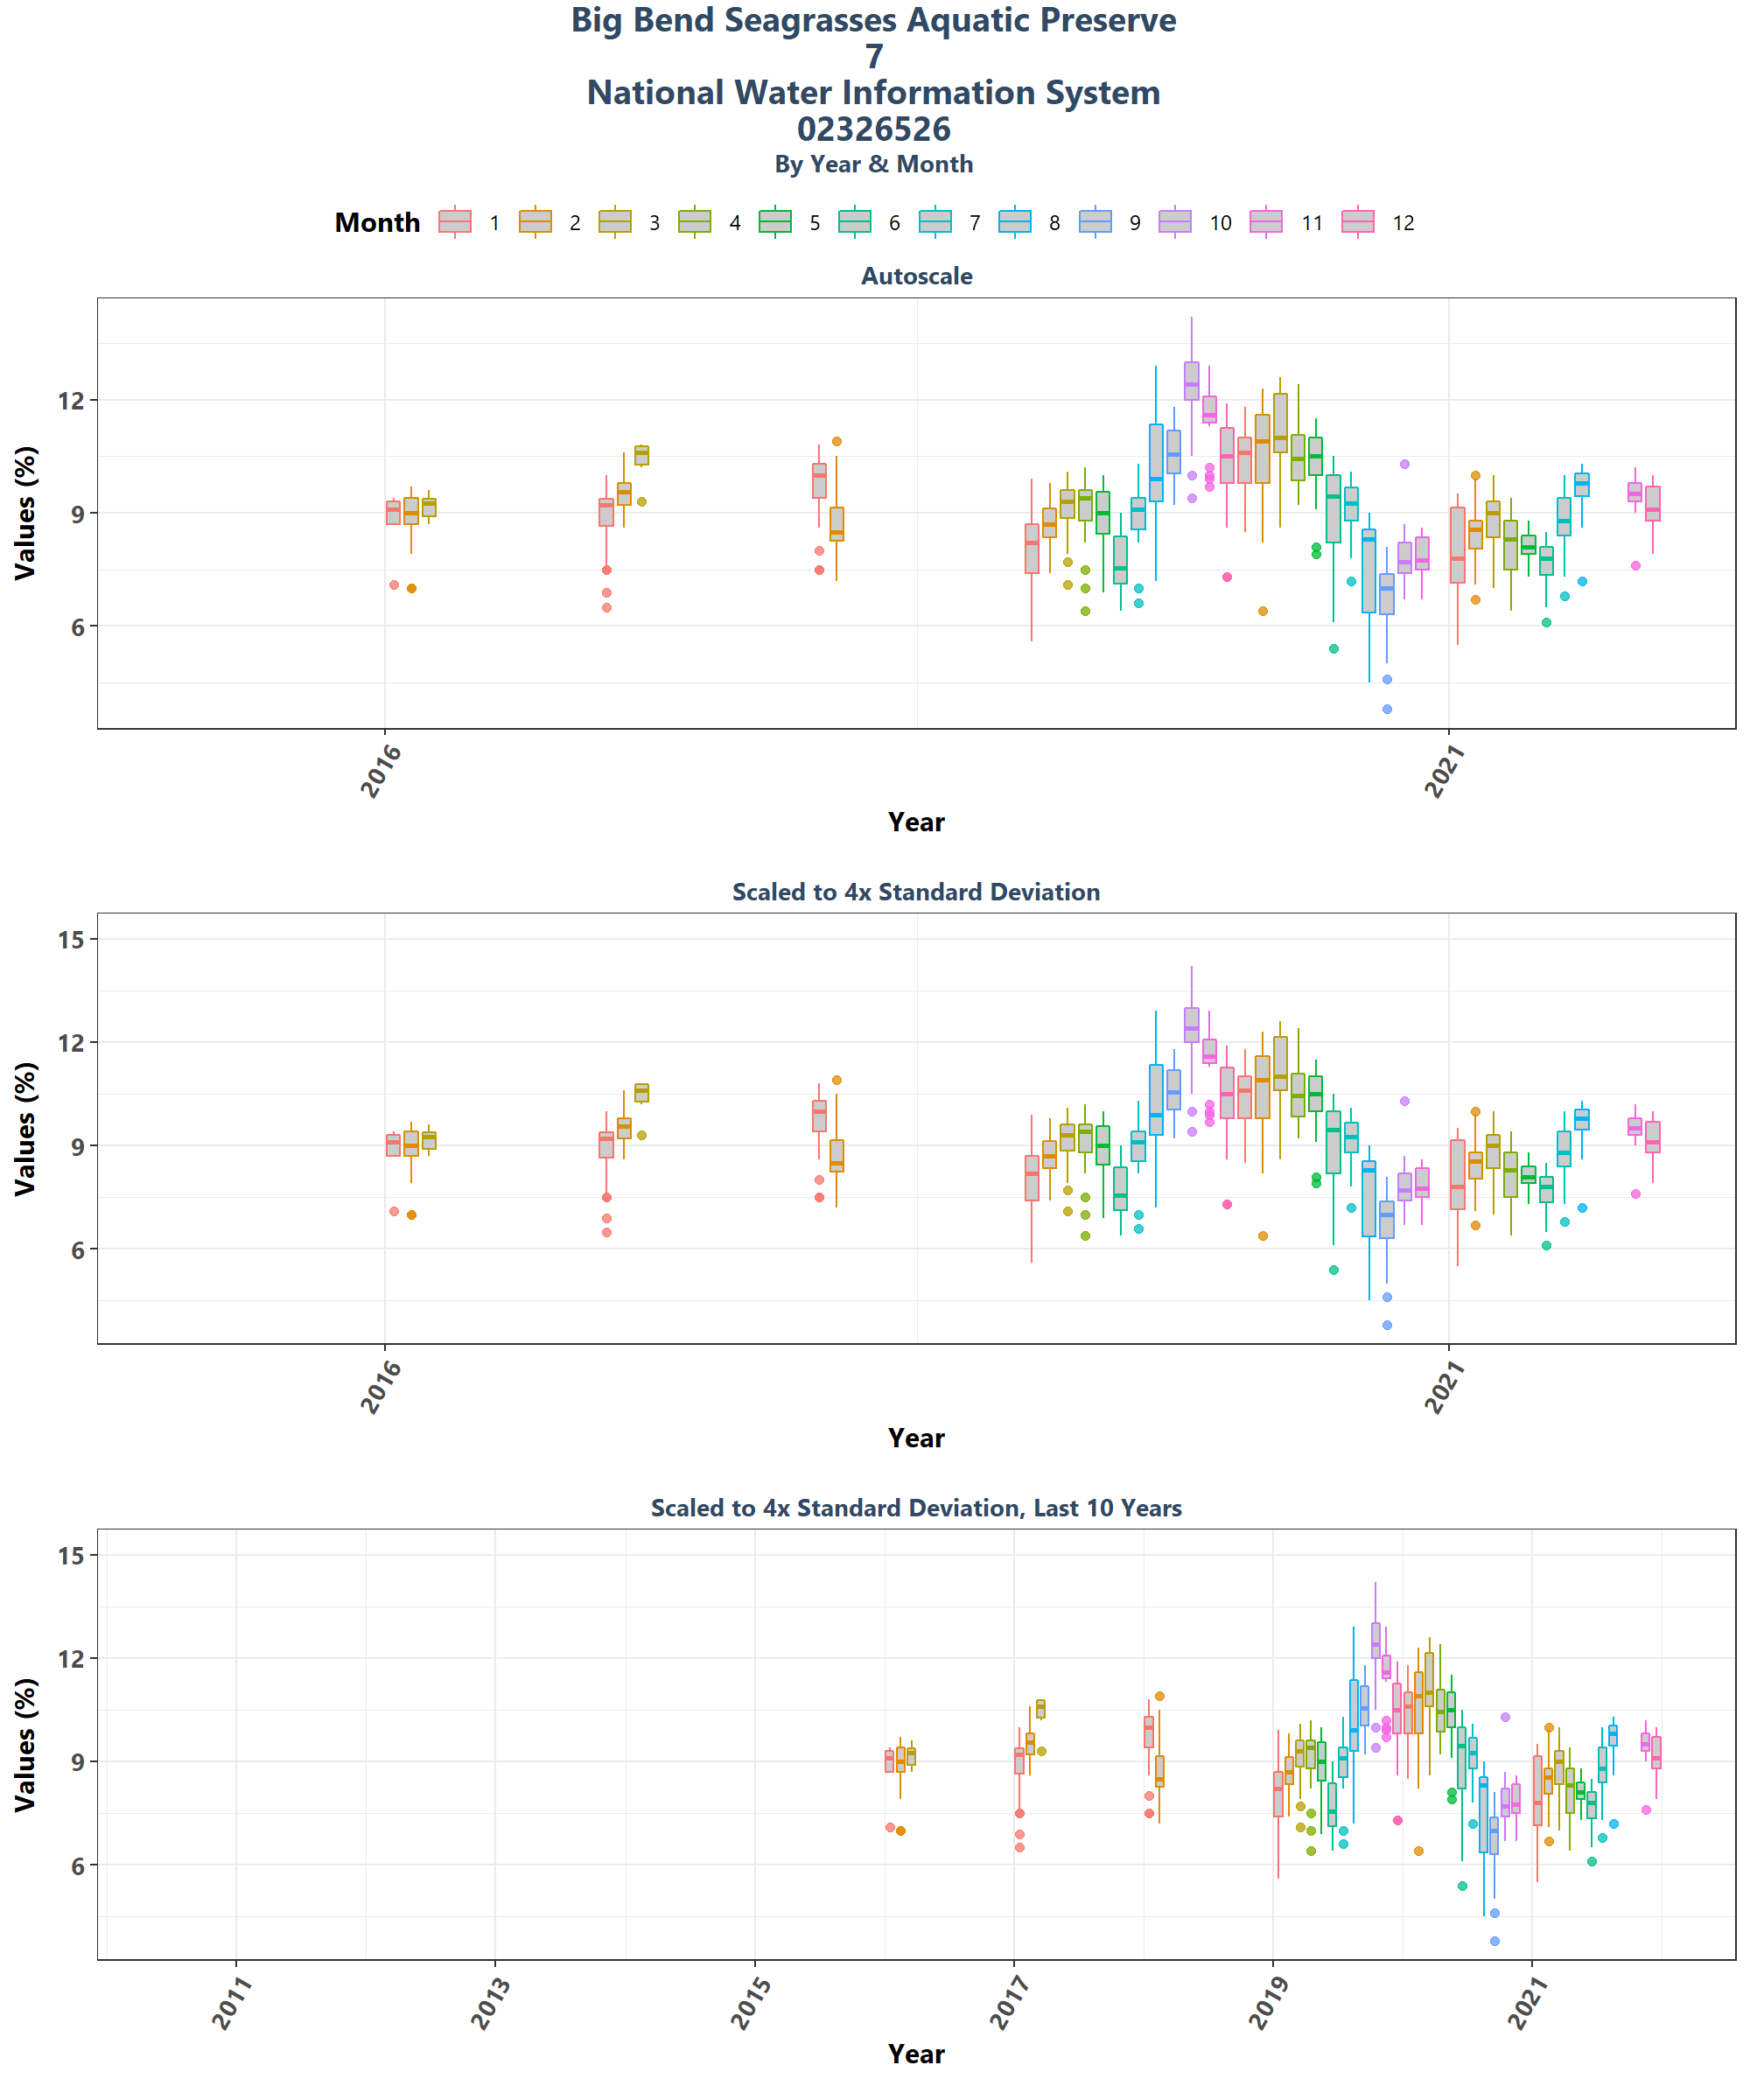 Big Bend Seagrasses Aquatic Preserve
7
National Water Information System
02326526
By Year & Month
Month 1 2 3 4 5 6 7 8 9 10 11 12
Autoscale
Values (%)
12
9
6
2016 2021
Year
Scaled to 4x Standard Deviation
Values (%)
15
12
9
6
2016 2021
Year
Scaled to 4x Standard Deviation, Last 10 Years
Values (%)
15
12
9
6
2011 2013 2015 2017 2019 2021
Year